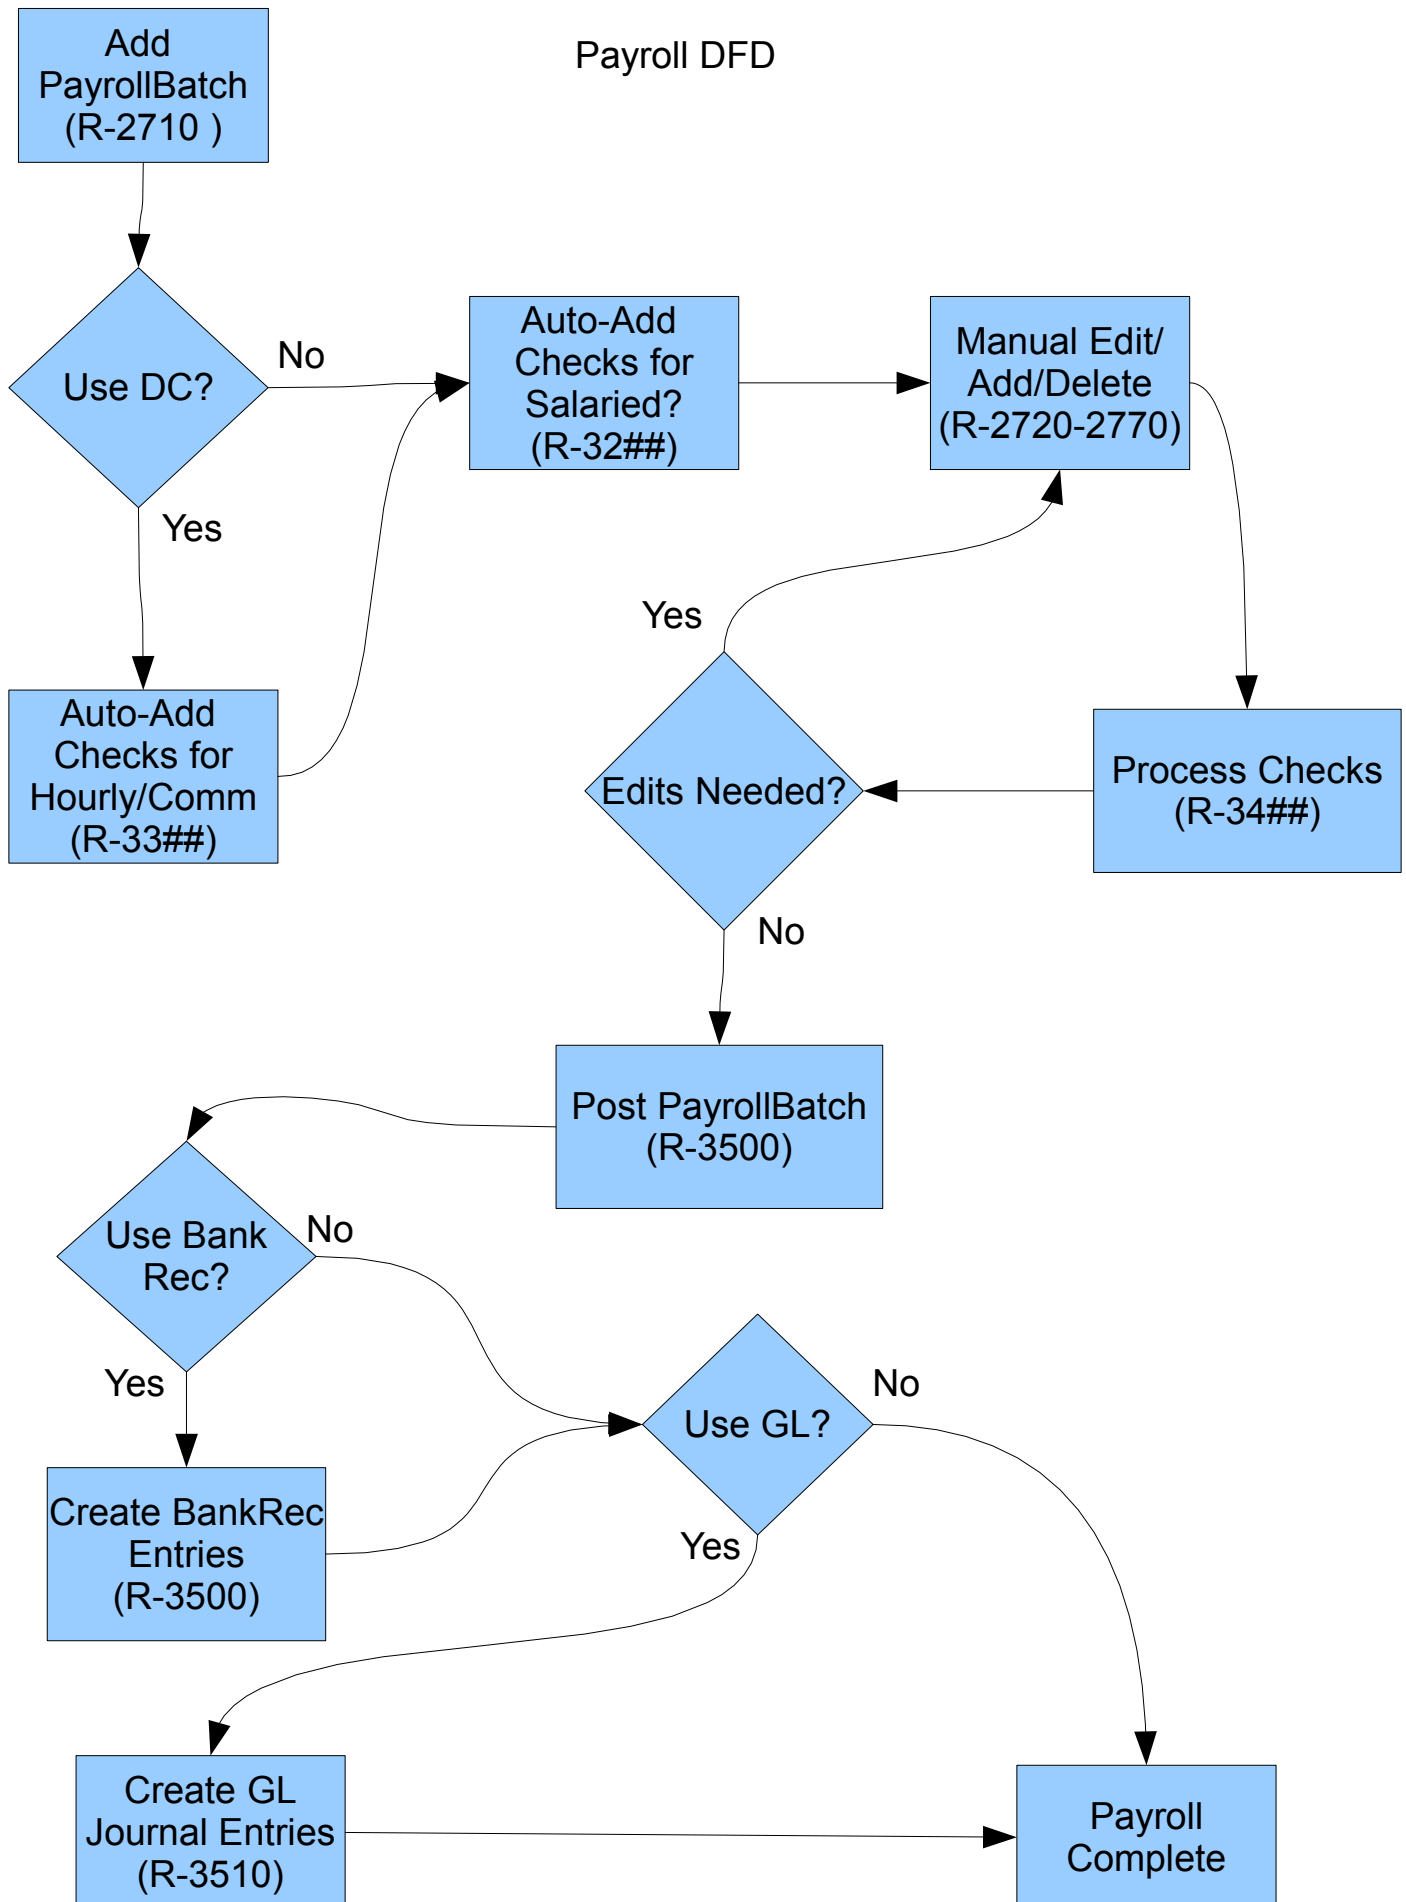 Payroll DFD
Add
PayrollBatch
(R-2710 )
Use DC?
No
Yes
Auto-Add
Checks for
Salaried?
(R-32##)
Manual Edit/
Add/Delete
(R-2720-2770)
Auto-Add
Checks for
Hourly/Comm
(R-33##)
Yes
Edits Needed?
No
Process Checks
(R-34##)
Post PayrollBatch
(R-3500)
Use Bank
Rec?
No
Yes
Create BankRec
Entries
(R-3500)
Use GL?
No
Yes
Create GL
Journal Entries
(R-3510)
Payroll
Complete